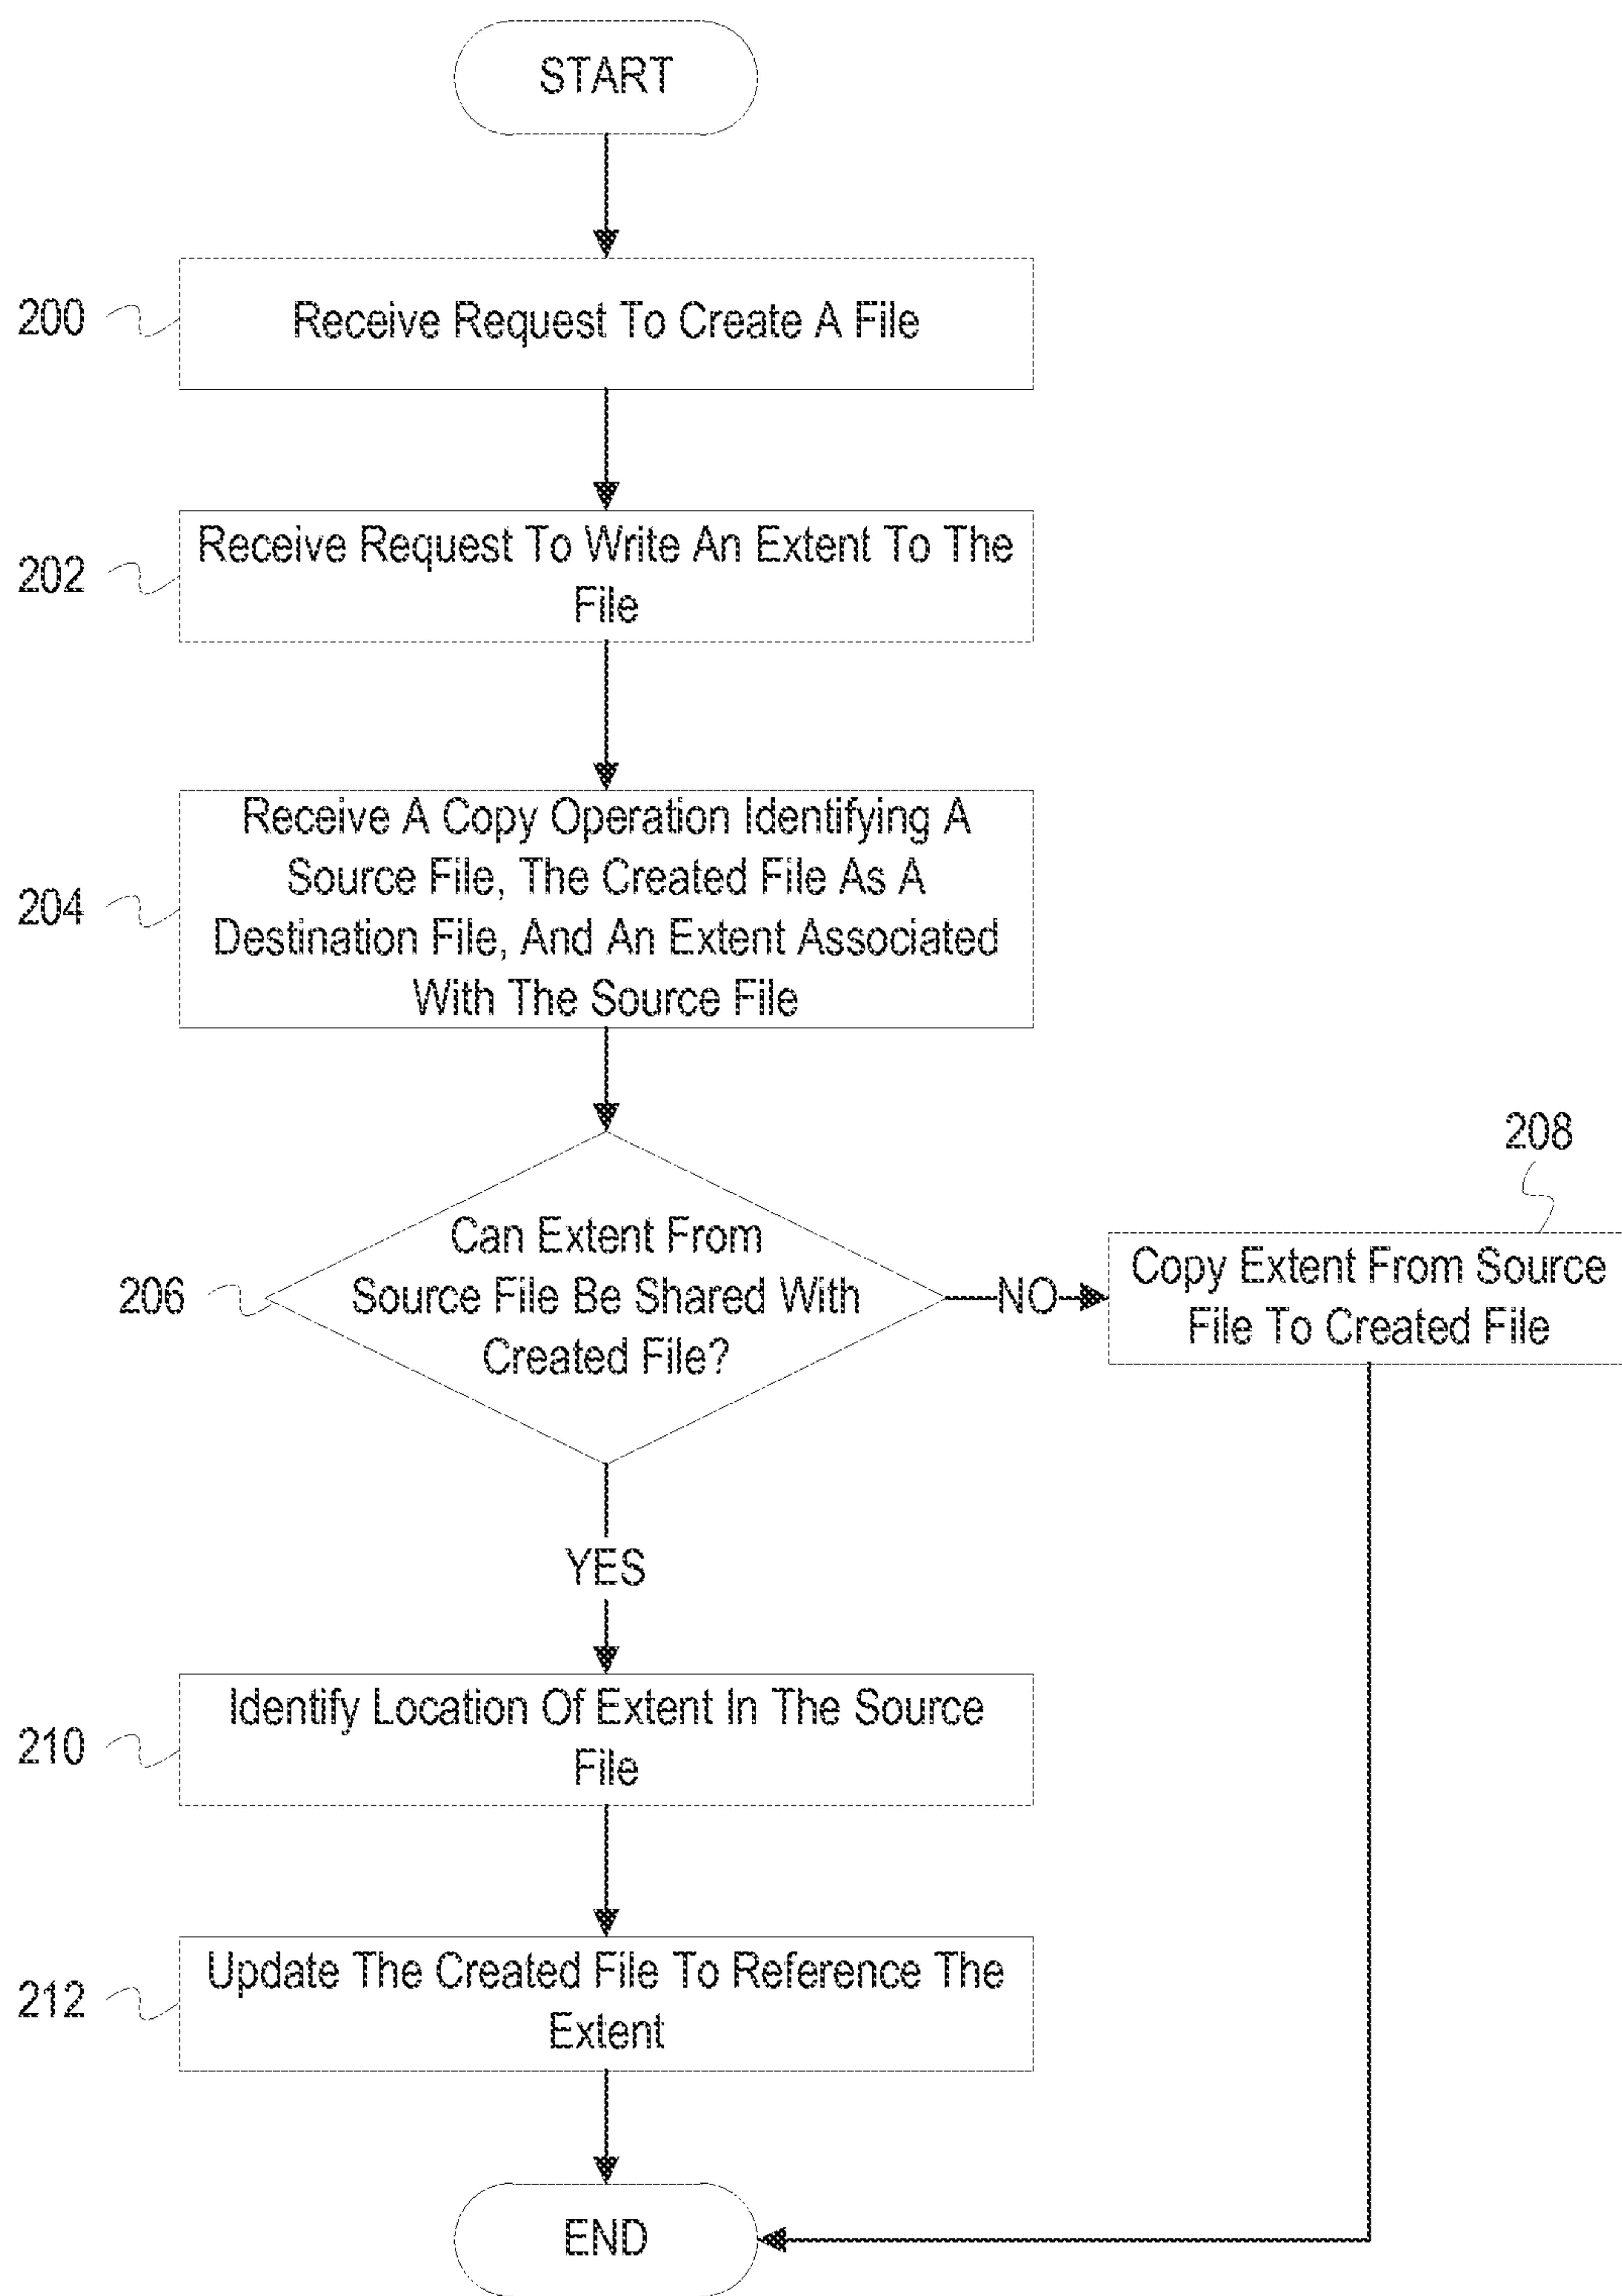 START
200
Receive Request To Create A File
202
Receive Request To Write An Extent To The
File
204
Receive A Copy Operation Identifying A
Source File, The Created File As A
Destination File, And An Extent Associated
With The Source File
206
Can Extent From
Source File Be Shared With
Created File?
NO
208
Copy Extent From Source
File To Created File
YES
210
Identify Location Of Extent In The Source
File
212
Update The Created File To Reference The
Extent
END